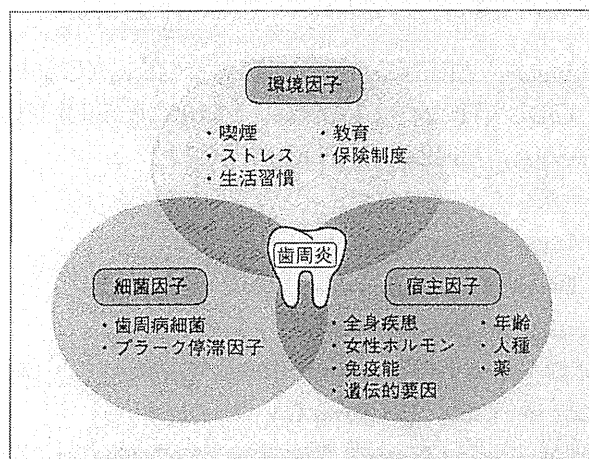 環境因子
・喫煙 ・教育
・ストレス ・保険制度
・生活習慣
歯周炎
細菌因子
・歯周病細菌
・プラーク停滞因子
宿主因子
・全身疾患 ・年齢
・女性ホルモン ・人種
・免疫能 ・薬
・遺伝的要因